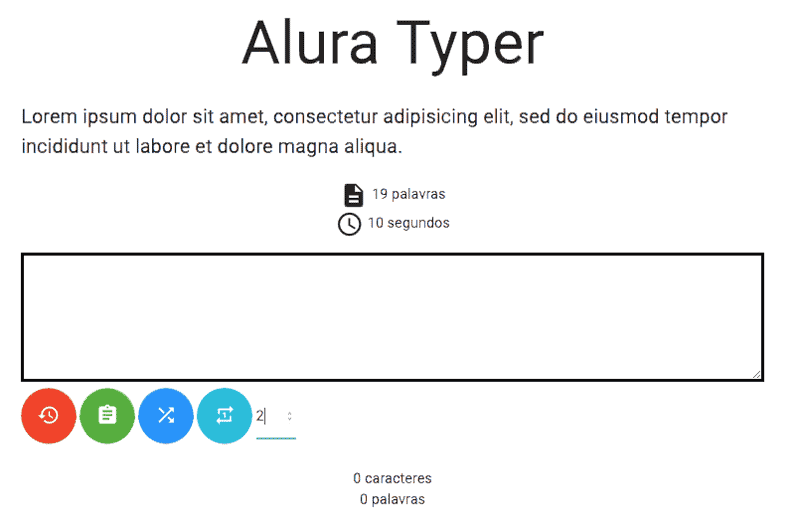 Alura Typer
Lorem ipsum dolor sit amet, consectetur adipisicing elit, sed do eiusmod tempor
incididunt ut labore et dolore magna aliqua.
19 palavras
10 segundos
1
2
0 caracteres
0 palavras